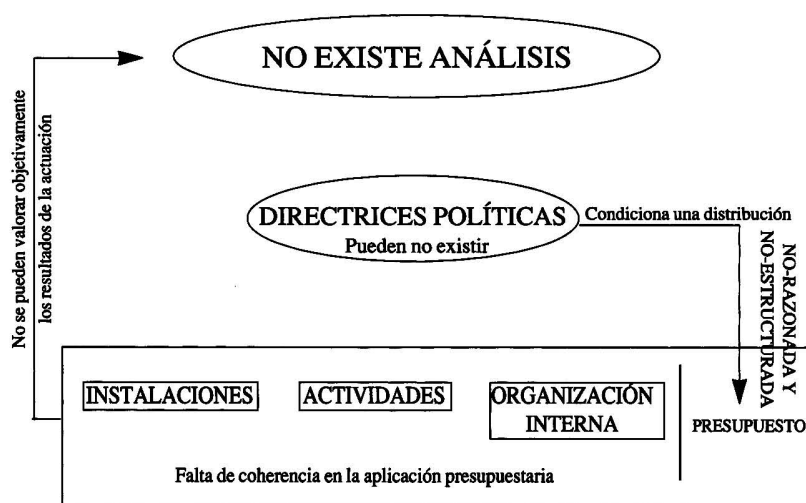 NO EXISTE ANÁLISIS
No se pueden valorar objetivamente
los resultados de la actuación
DIRECTRICES POLÍTICAS
Pueden no existir
Condiciona una distribución
NO-RAZONADA Y
NO-ESTRUCTURADA
INSTALACIONES
ACTIVIDADES
ORGANIZACIÓN
INTERNA
PRESUPUESTO
Falta de coherencia en la aplicación presupuestaria